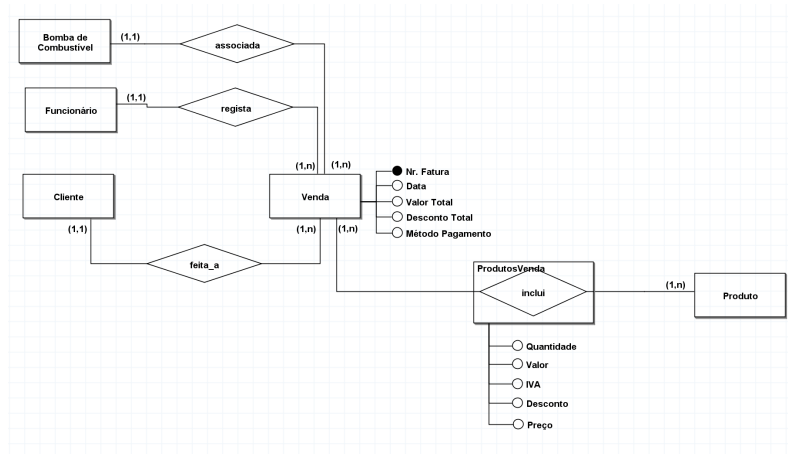 Bomba de
Combustível
(1,1)
associada
Funcionário
(1,1)
regista
(1,n)
(1,n)
Cliente
Venda
Nr. Fatura
Data
Valor Total
Desconto Total
Método Pagamento
(1,1)
(1,n)
(1,n)
feita_a
ProdutosVenda
inclui
(1,n)
Produto
Quantidade
Valor
IVA
Desconto
Preço